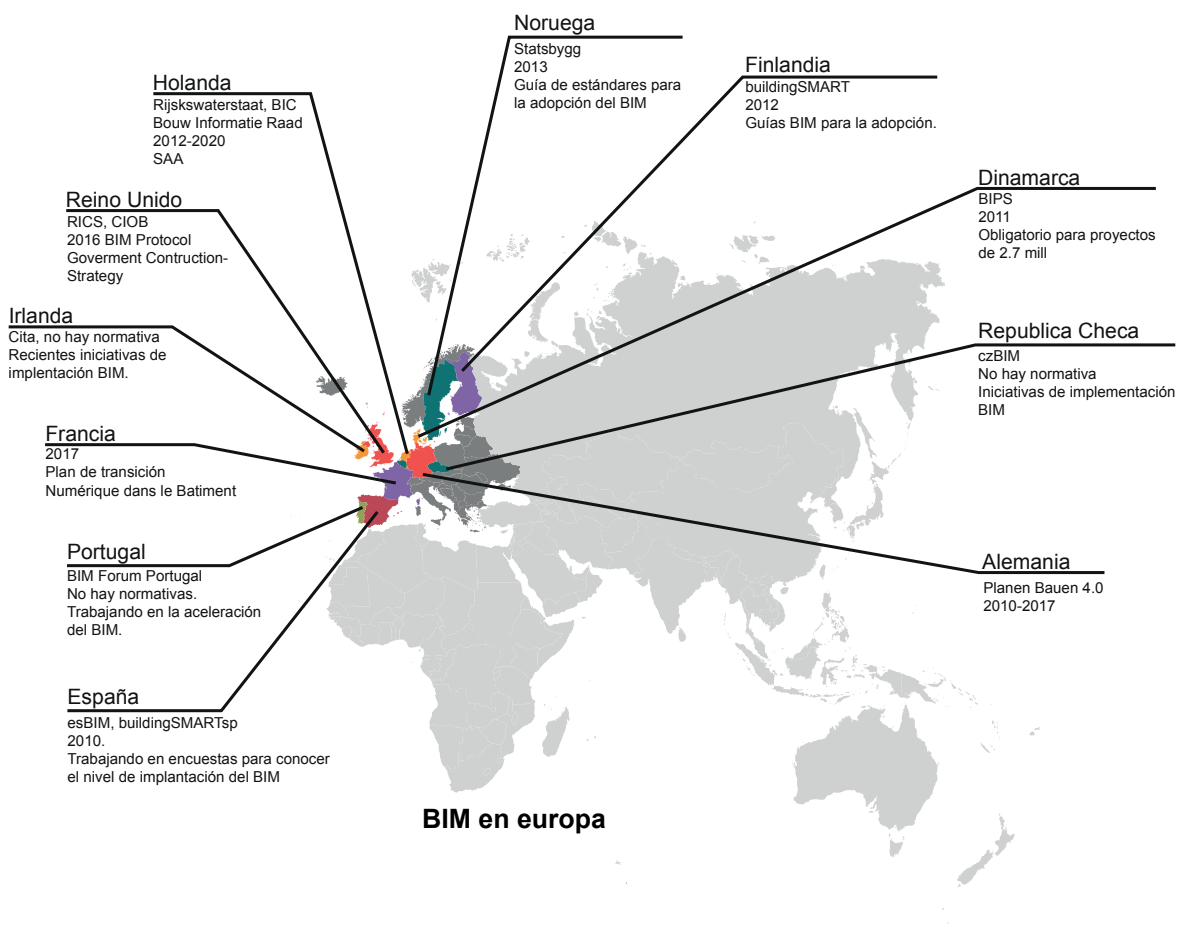 Noruega
Statsbygg
2013
Guía de estándares para
la adopción del BIM
Finlandia
buildingSMART
2012
Guías BIM para la adopción.
Holanda
Rijskswaterstaat, BIC
Bouw Informatie Raad
2012-2020
SAA
Dinamarca
BIPS
2011
Obligatorio para proyectos
de 2.7 mill
Reino Unido
RICS, CIOB
2016 BIM Protocol
Goverment Contruction-
Strategy
Irlanda
Cita, no hay normativa
Recientes iniciativas de
implentación BIM.
Republica Checa
czBIM
No hay normativa
Iniciativas de implementación
BIM
Francia
2017
Plan de transición
Numérique dans le Batiment
Portugal
BIM Forum Portugal
No hay normativas.
Trabajando en la aceleración
del BIM.
Alemania
Planen Bauen 4.0
2010-2017
España
esBIM, buildingSMARTsp
2010.
Trabajando en encuestas para conocer
el nivel de implantación del BIM
BIM en europa